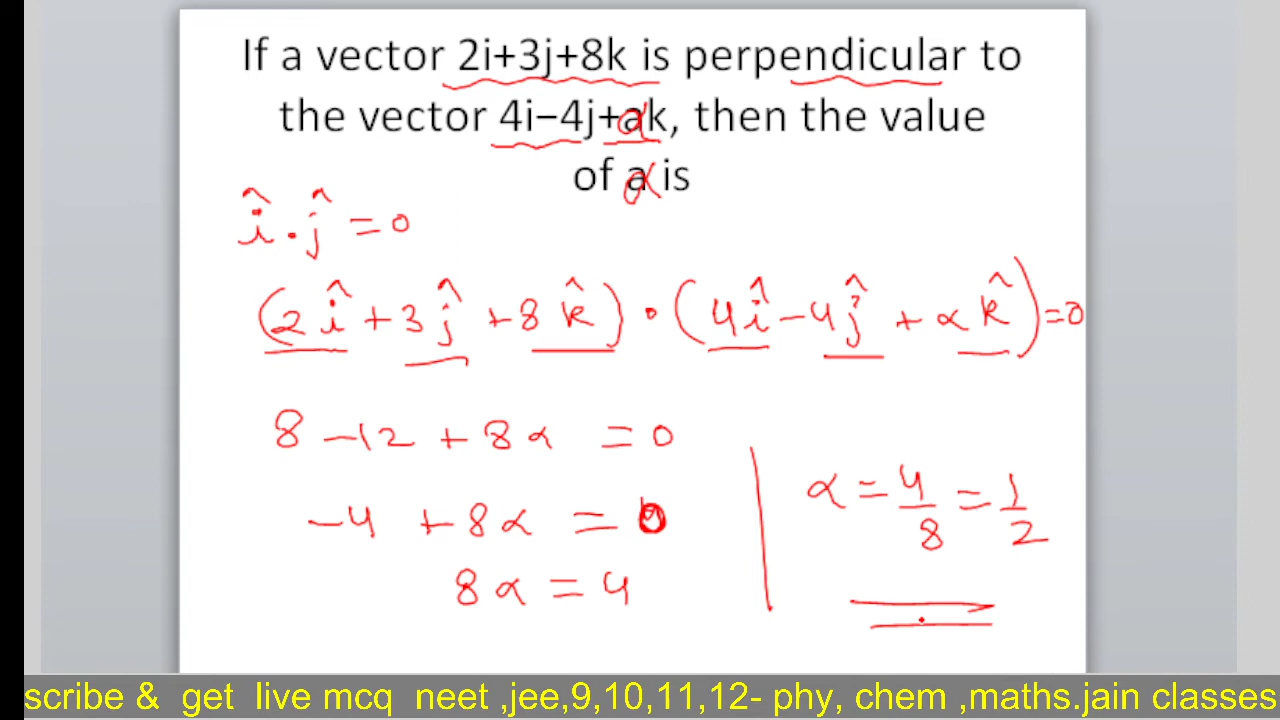 If a vector 2i+3j+8k is perpendicular to
the vector 4i−4j+αk, then the value
of α is
î · ĵ = 0
(2î + 3ĵ + 8k̂) · (4î − 4ĵ + αk̂) = 0
8 − 12 + 8α = 0
− 4 + 8α = 0
8α = 4
α = 4/8 = 1/2
scribe & get live mcq neet ,jee,9,10,11,12- phy, chem ,maths.jain classes